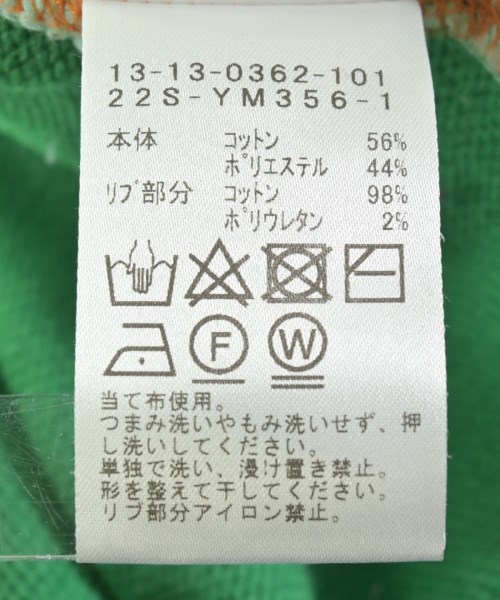 13-13-0362-101
22S-YM356-1
本体 コットン 56%
ポリエステル 44%
リブ部分 コットン 98%
ポリウレタン 2%
F W
当て布使用。
つまみ洗いやもみ洗いせず、押
し洗いしてください。
単独で洗い、浸け置き禁止。
形を整えて干してください。
リブ部分アイロン禁止。